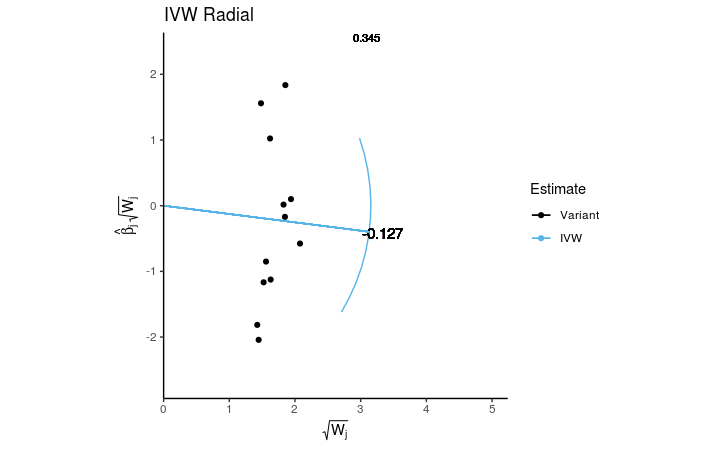 IVW Radial
0.345
2
1
0
-1
-2
β̂j√Wj
-0.127
0
1
2
3
4
5
√Wj
Estimate
Variant
IVW